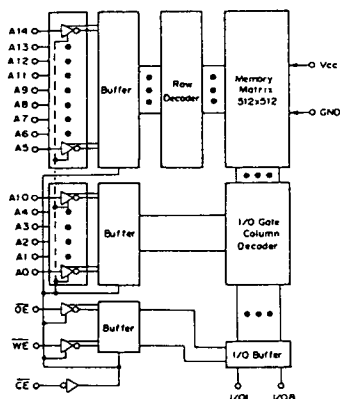 A14
A13
A12
A11
A9
A8
A7
A6
A5
Buffer
Row
Decoder
Memory
Matrix
512x512
Vcc
GND
A10
A4
A3
A2
A1
A0
Buffer
I/O Gate
Column
Decoder
OE
WE
CE
Buffer
I/O Buffer
I/O1
I/O8